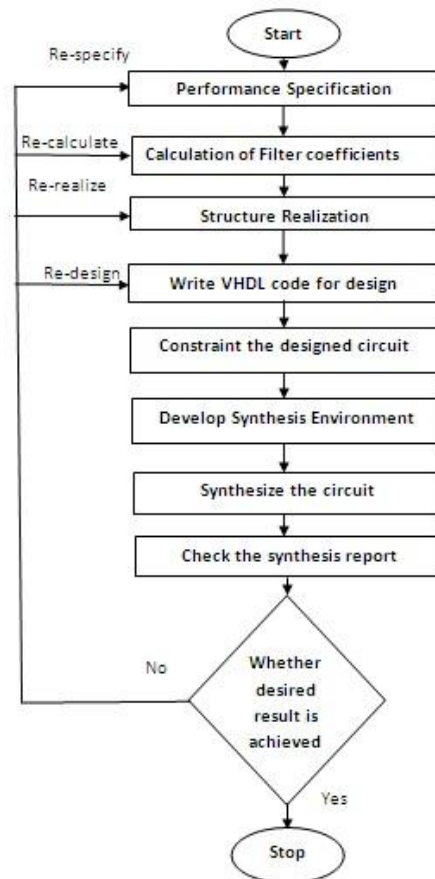 Start
Re-specify
Performance Specification
Re-calculate
Calculation of Filter coefficients
Re-realize
Structure Realization
Re-design
Write VHDL code for design
Constraint the designed circuit
Develop Synthesis Environment
Synthesize the circuit
Check the synthesis report
No
Whether
desired
result is
achieved
Yes
Stop